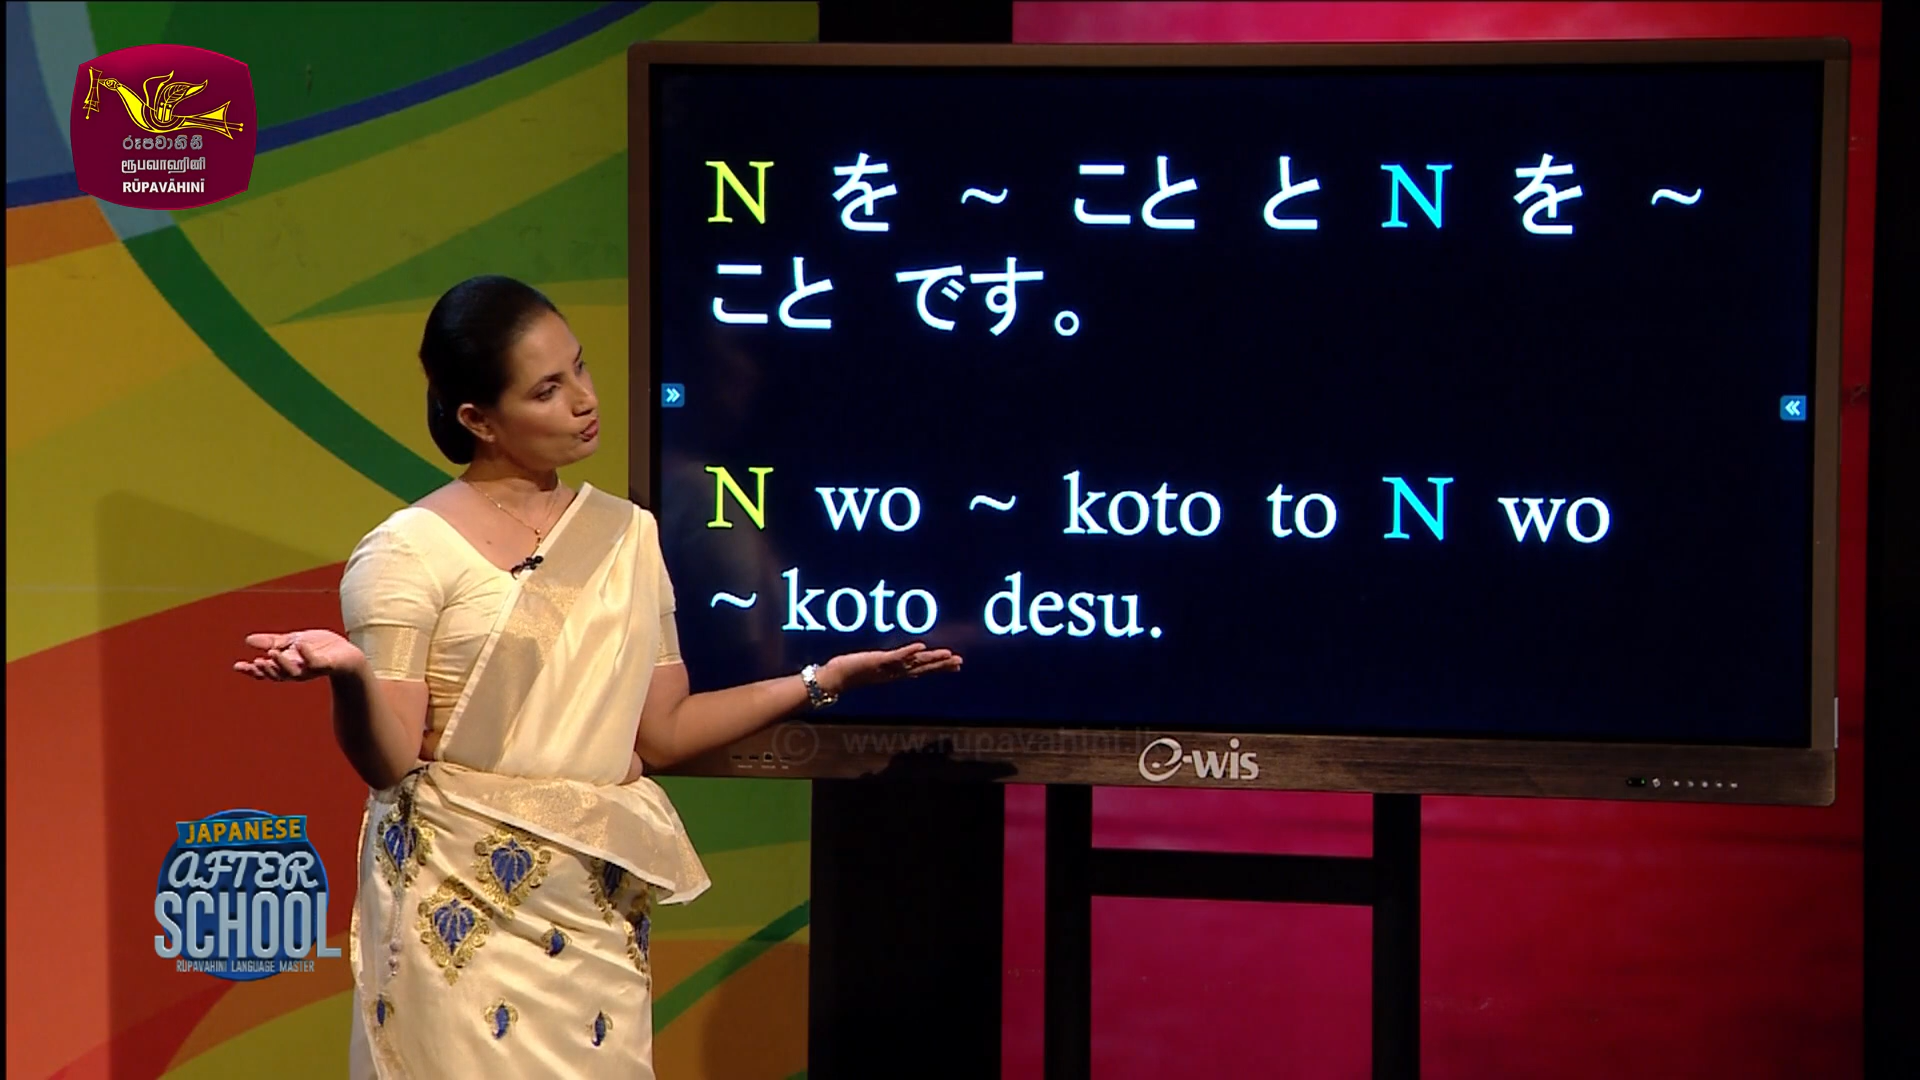 රූපවාහිනී
ரூபவாஹினி
RŪPAVĀHINĪ
N を ~ こと と N を ~
こと です。
N wo ~ koto to N wo
~ koto desu.
© www.rupavahini.lk
e-wis
JAPANESE
AFTER
SCHOOL
RUPAVAHINI LANGUAGE MASTER